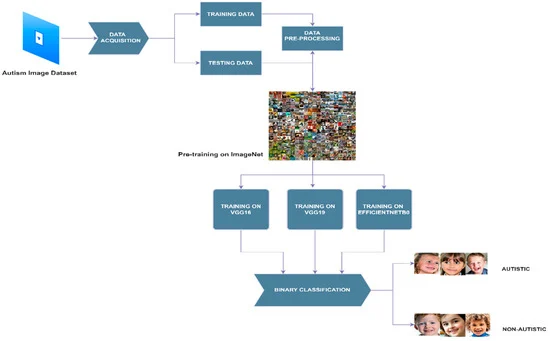 TRAINING DATA
DATA
ACQUISITION
DATA
PRE-PROCESSING
TESTING DATA
Autism Image Dataset
Pre-training on ImageNet
TRAINING ON
VGG16
TRAINING ON
VGG19
TRAINING ON
EFFICIENTNETB0
BINARY CLASSIFICATION
AUTISTIC
NON-AUTISTIC